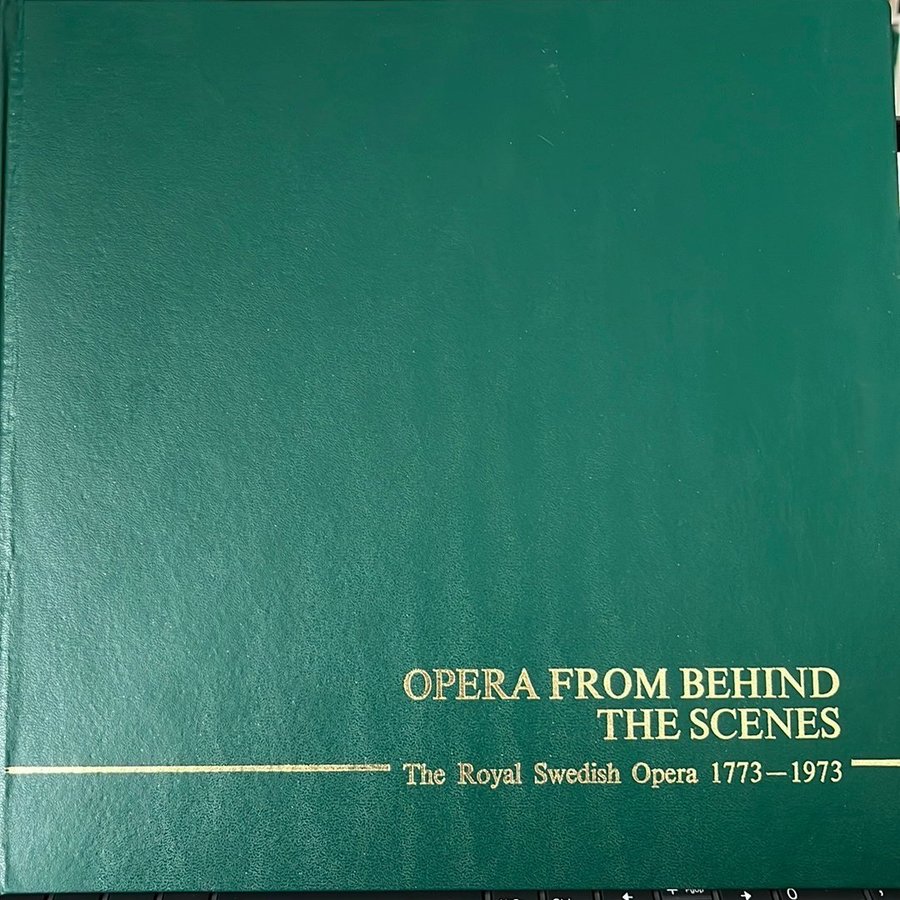 OPERA FROM BEHIND
THE SCENES
The Royal Swedish Opera 1773—1973